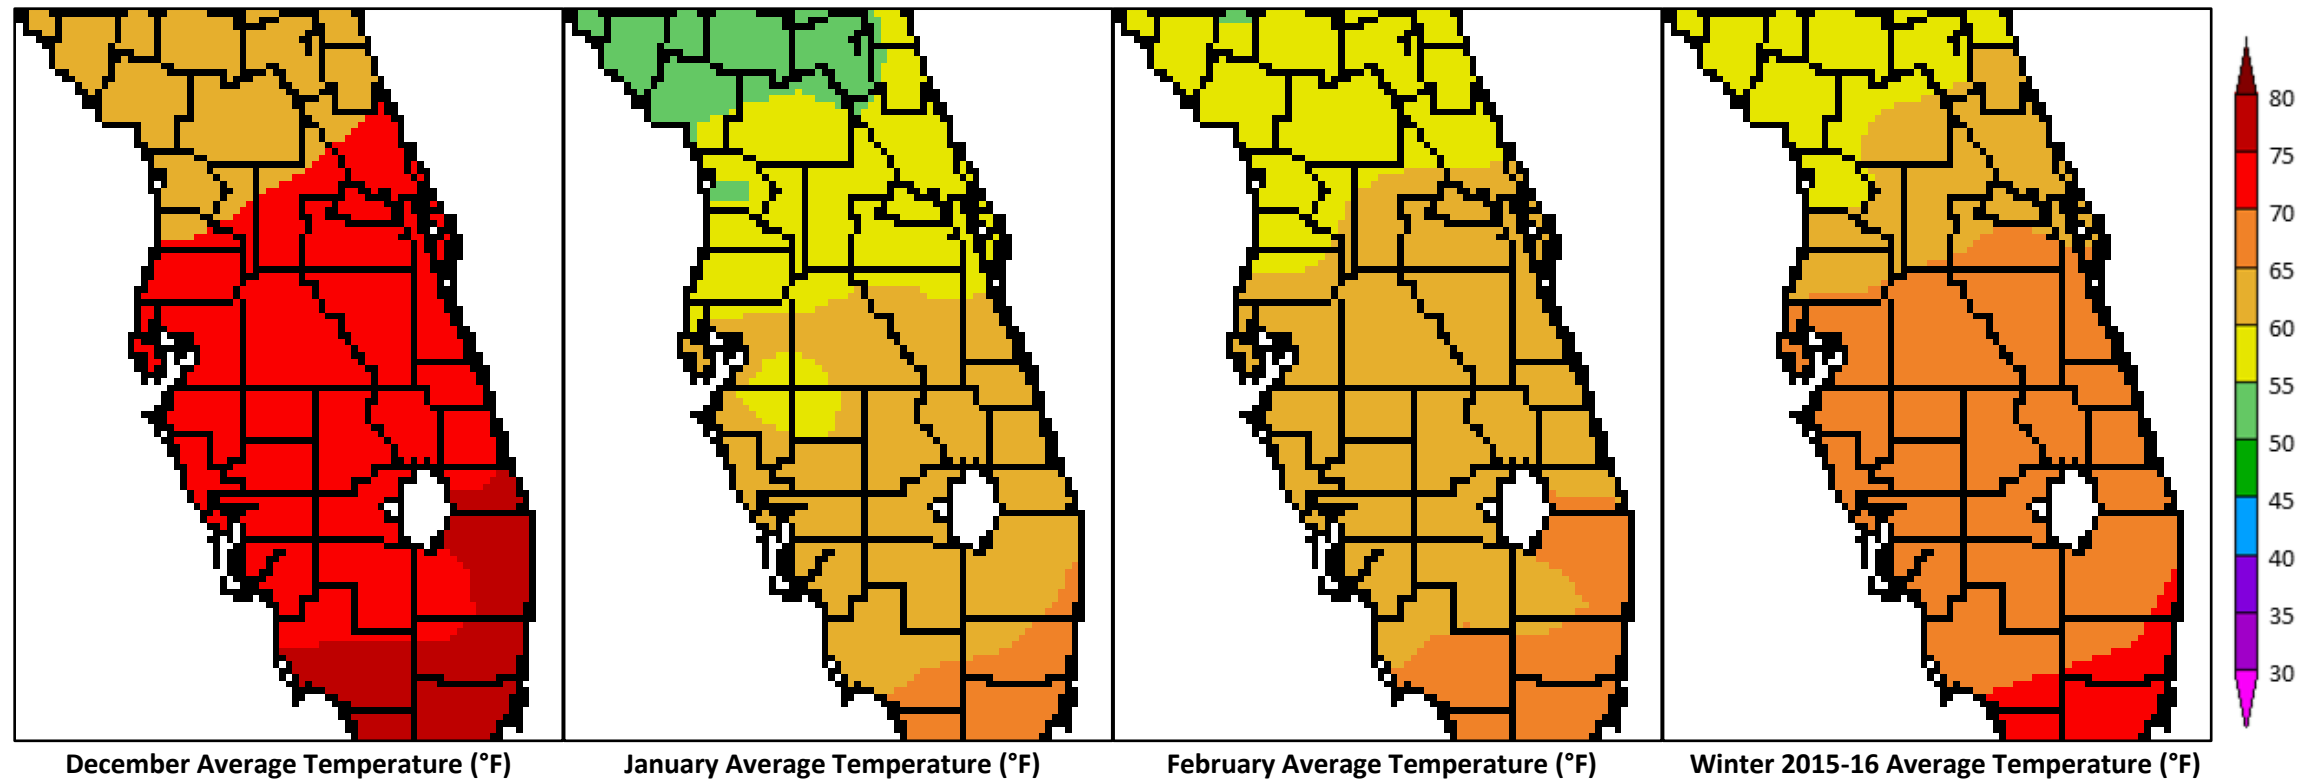 80
75
70
65
60
55
50
45
40
35
30
December Average Temperature (°F)
January Average Temperature (°F)
February Average Temperature (°F)
Winter 2015-16 Average Temperature (°F)